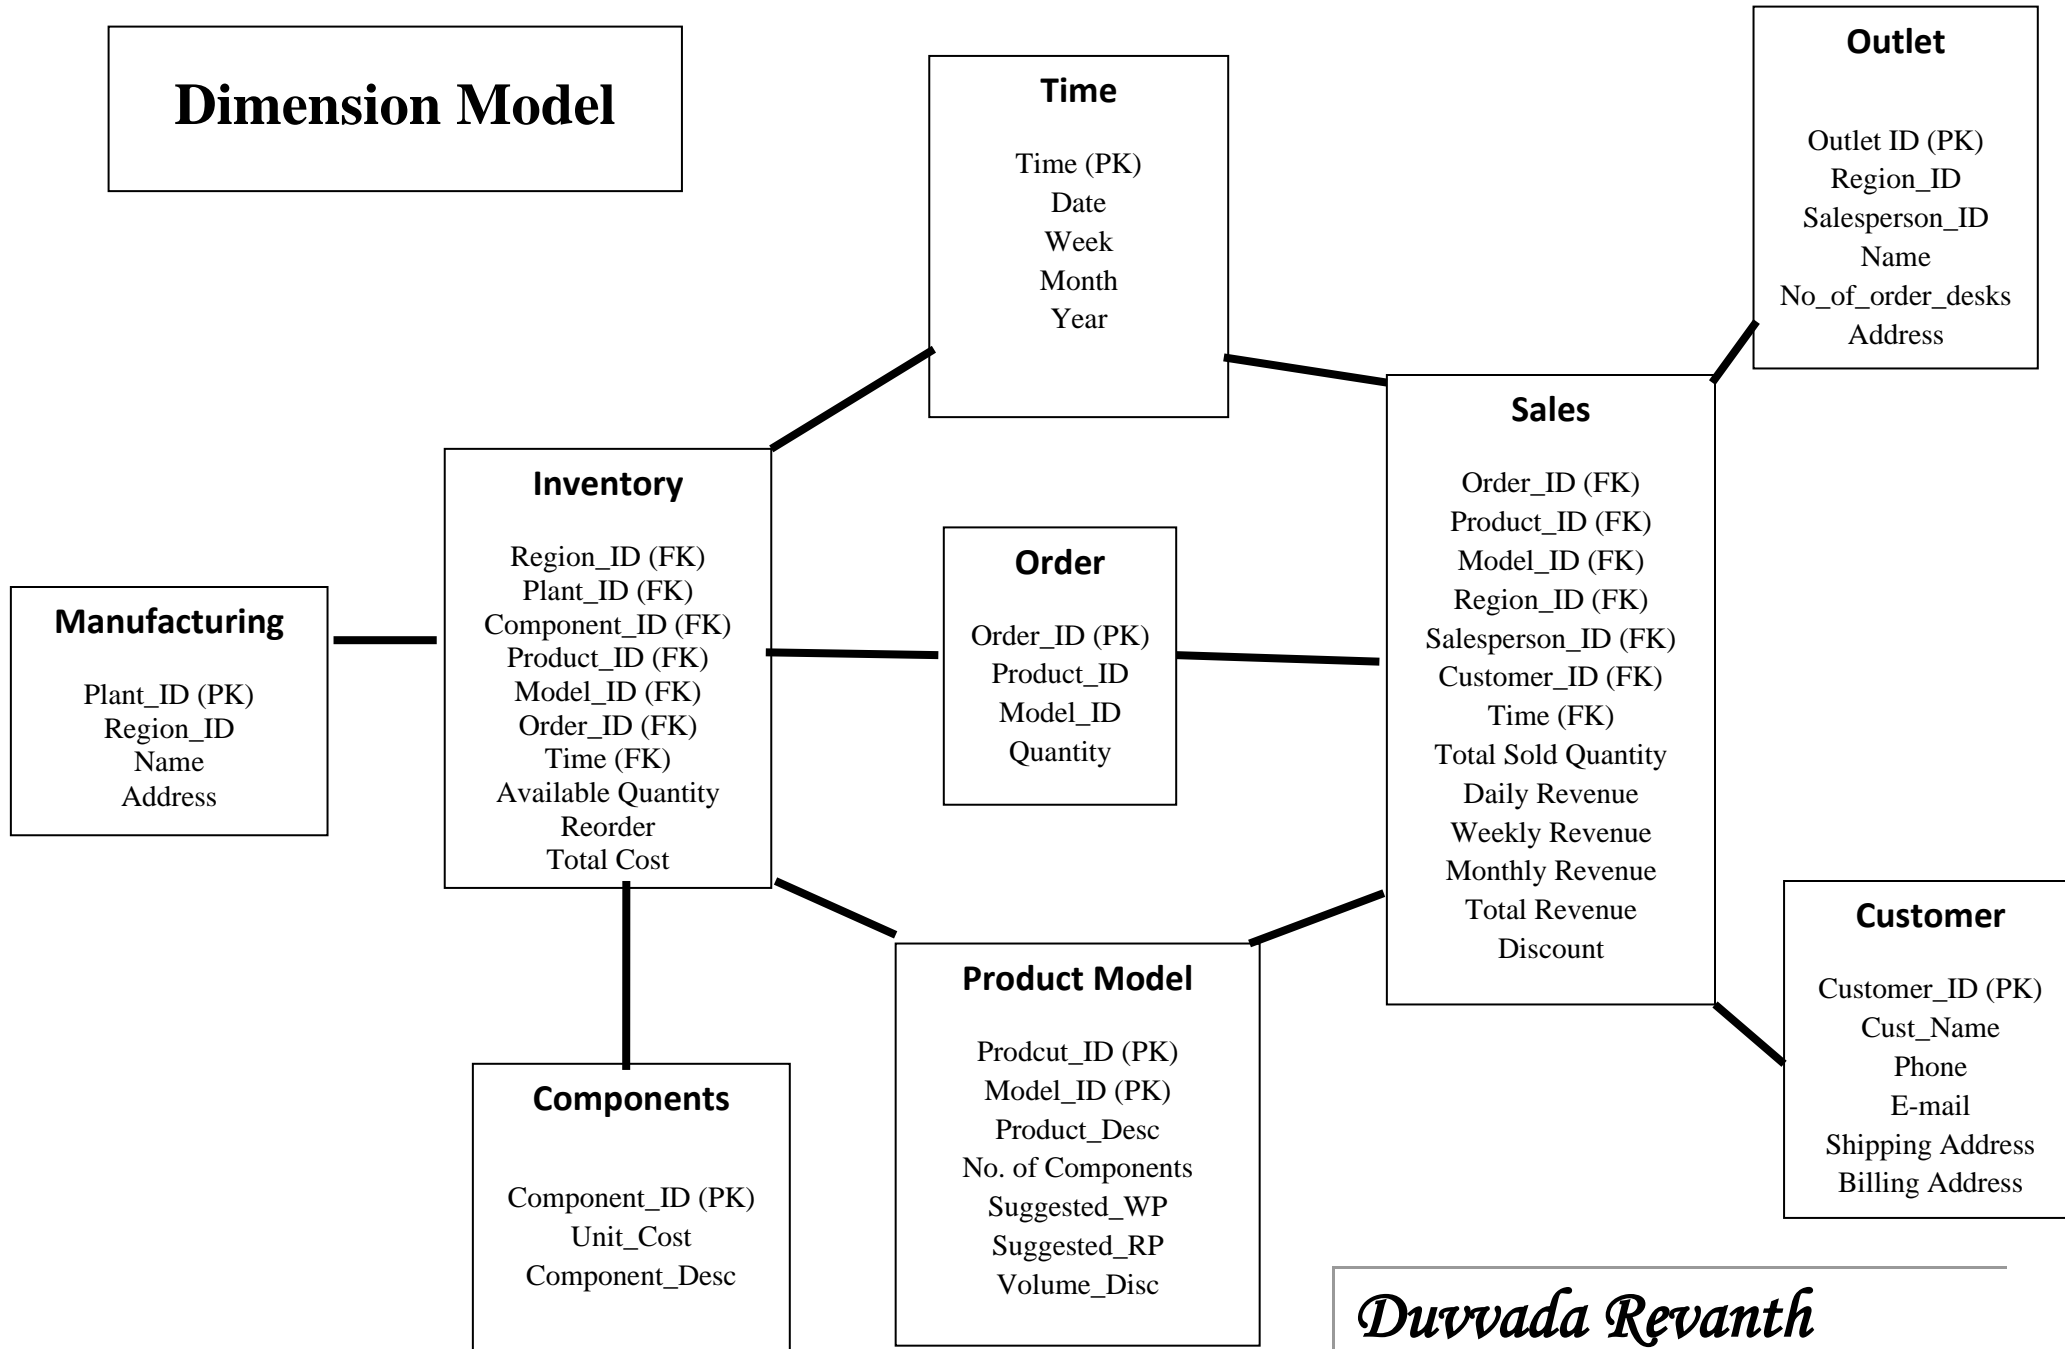 Dimension Model
Time
Time (PK)
Date
Week
Month
Year
Outlet
Outlet ID (PK)
Region_ID
Salesperson_ID
Name
No_of_order_desks
Address
Inventory
Region_ID (FK)
Plant_ID (FK)
Component_ID (FK)
Product_ID (FK)
Model_ID (FK)
Order_ID (FK)
Time (FK)
Available Quantity
Reorder
Total Cost
Order
Order_ID (PK)
Product_ID
Model_ID
Quantity
Sales
Order_ID (FK)
Product_ID (FK)
Model_ID (FK)
Region_ID (FK)
Salesperson_ID (FK)
Customer_ID (FK)
Time (FK)
Total Sold Quantity
Daily Revenue
Weekly Revenue
Monthly Revenue
Total Revenue
Discount
Manufacturing
Plant_ID (PK)
Region_ID
Name
Address
Components
Component_ID (PK)
Unit_Cost
Component_Desc
Product Model
Prodcut_ID (PK)
Model_ID (PK)
Product_Desc
No. of Components
Suggested_WP
Suggested_RP
Volume_Disc
Customer
Customer_ID (PK)
Cust_Name
Phone
E-mail
Shipping Address
Billing Address
Duvvada Revanth